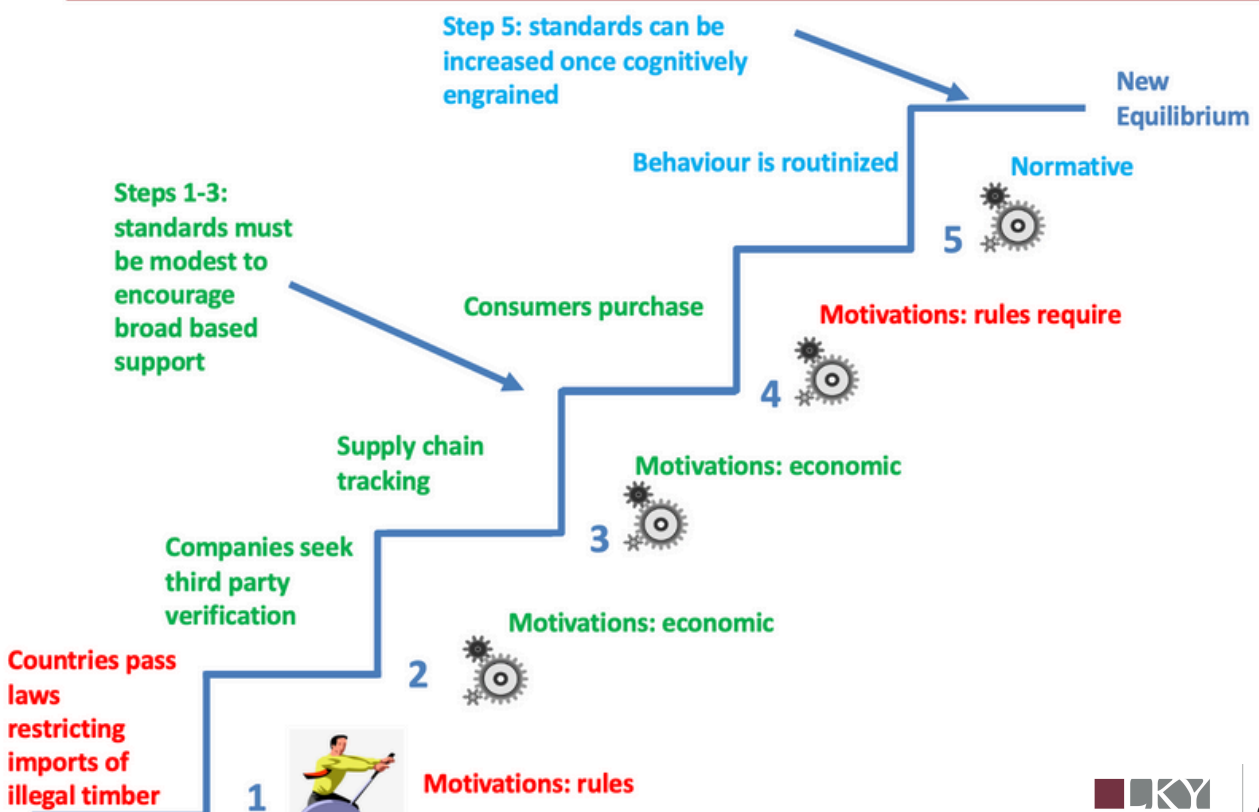 Step 5: standards can be
increased once cognitively
engrained
New
Equilibrium
Behaviour is routinized
Normative
5
Steps 1-3:
standards must
be modest to
encourage
broad based
support
Consumers purchase
Motivations: rules require
4
Supply chain
tracking
Motivations: economic
3
Companies seek
third party
verification
Motivations: economic
2
Countries pass
laws
restricting
imports of
illegal timber
1
Motivations: rules
LKY